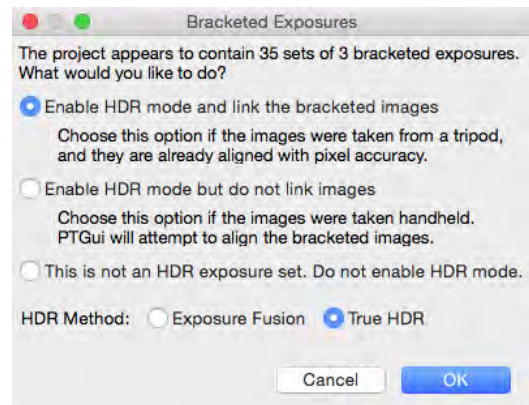 Bracketed Exposures
The project appears to contain 35 sets of 3 bracketed exposures.
What would you like to do?
Enable HDR mode and link the bracketed images
Choose this option if the images were taken from a tripod,
and they are already aligned with pixel accuracy.
Enable HDR mode but do not link images
Choose this option if the images were taken handheld.
PTGui will attempt to align the bracketed images.
This is not an HDR exposure set. Do not enable HDR mode.
HDR Method: Exposure Fusion True HDR
Cancel OK